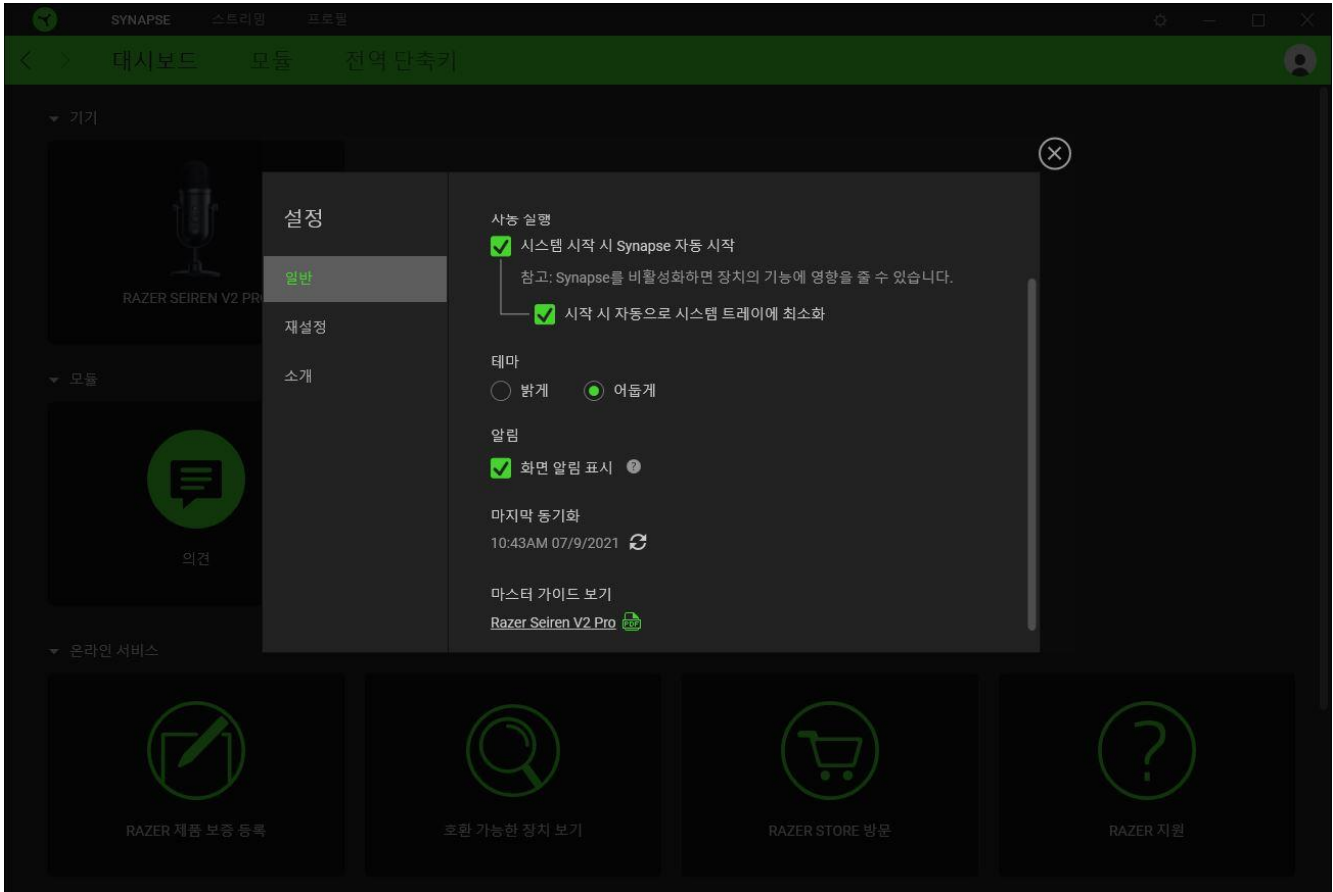 SYNAPSE 스트리밍 프로필
대시보드 모듈 전역 단축키
기기
RAZER SEIREN V2 PR
모듈
의견
설정
일반
재설정
소개
자동 실행
시스템 시작 시 Synapse 자동 시작
참고: Synapse를 비활성화하면 장치의 기능에 영향을 줄 수 있습니다.
시작 시 자동으로 시스템 트레이에 최소화
테마
밝게 어둡게
알림
화면 알림 표시 ?
마지막 동기화
10:43AM 07/9/2021
마스터 가이드 보기
Razer Seiren V2 Pro PDF
온라인 서비스
RAZER 제품 보증 등록
호환 가능한 장치 보기
RAZER STORE 방문
RAZER 지원